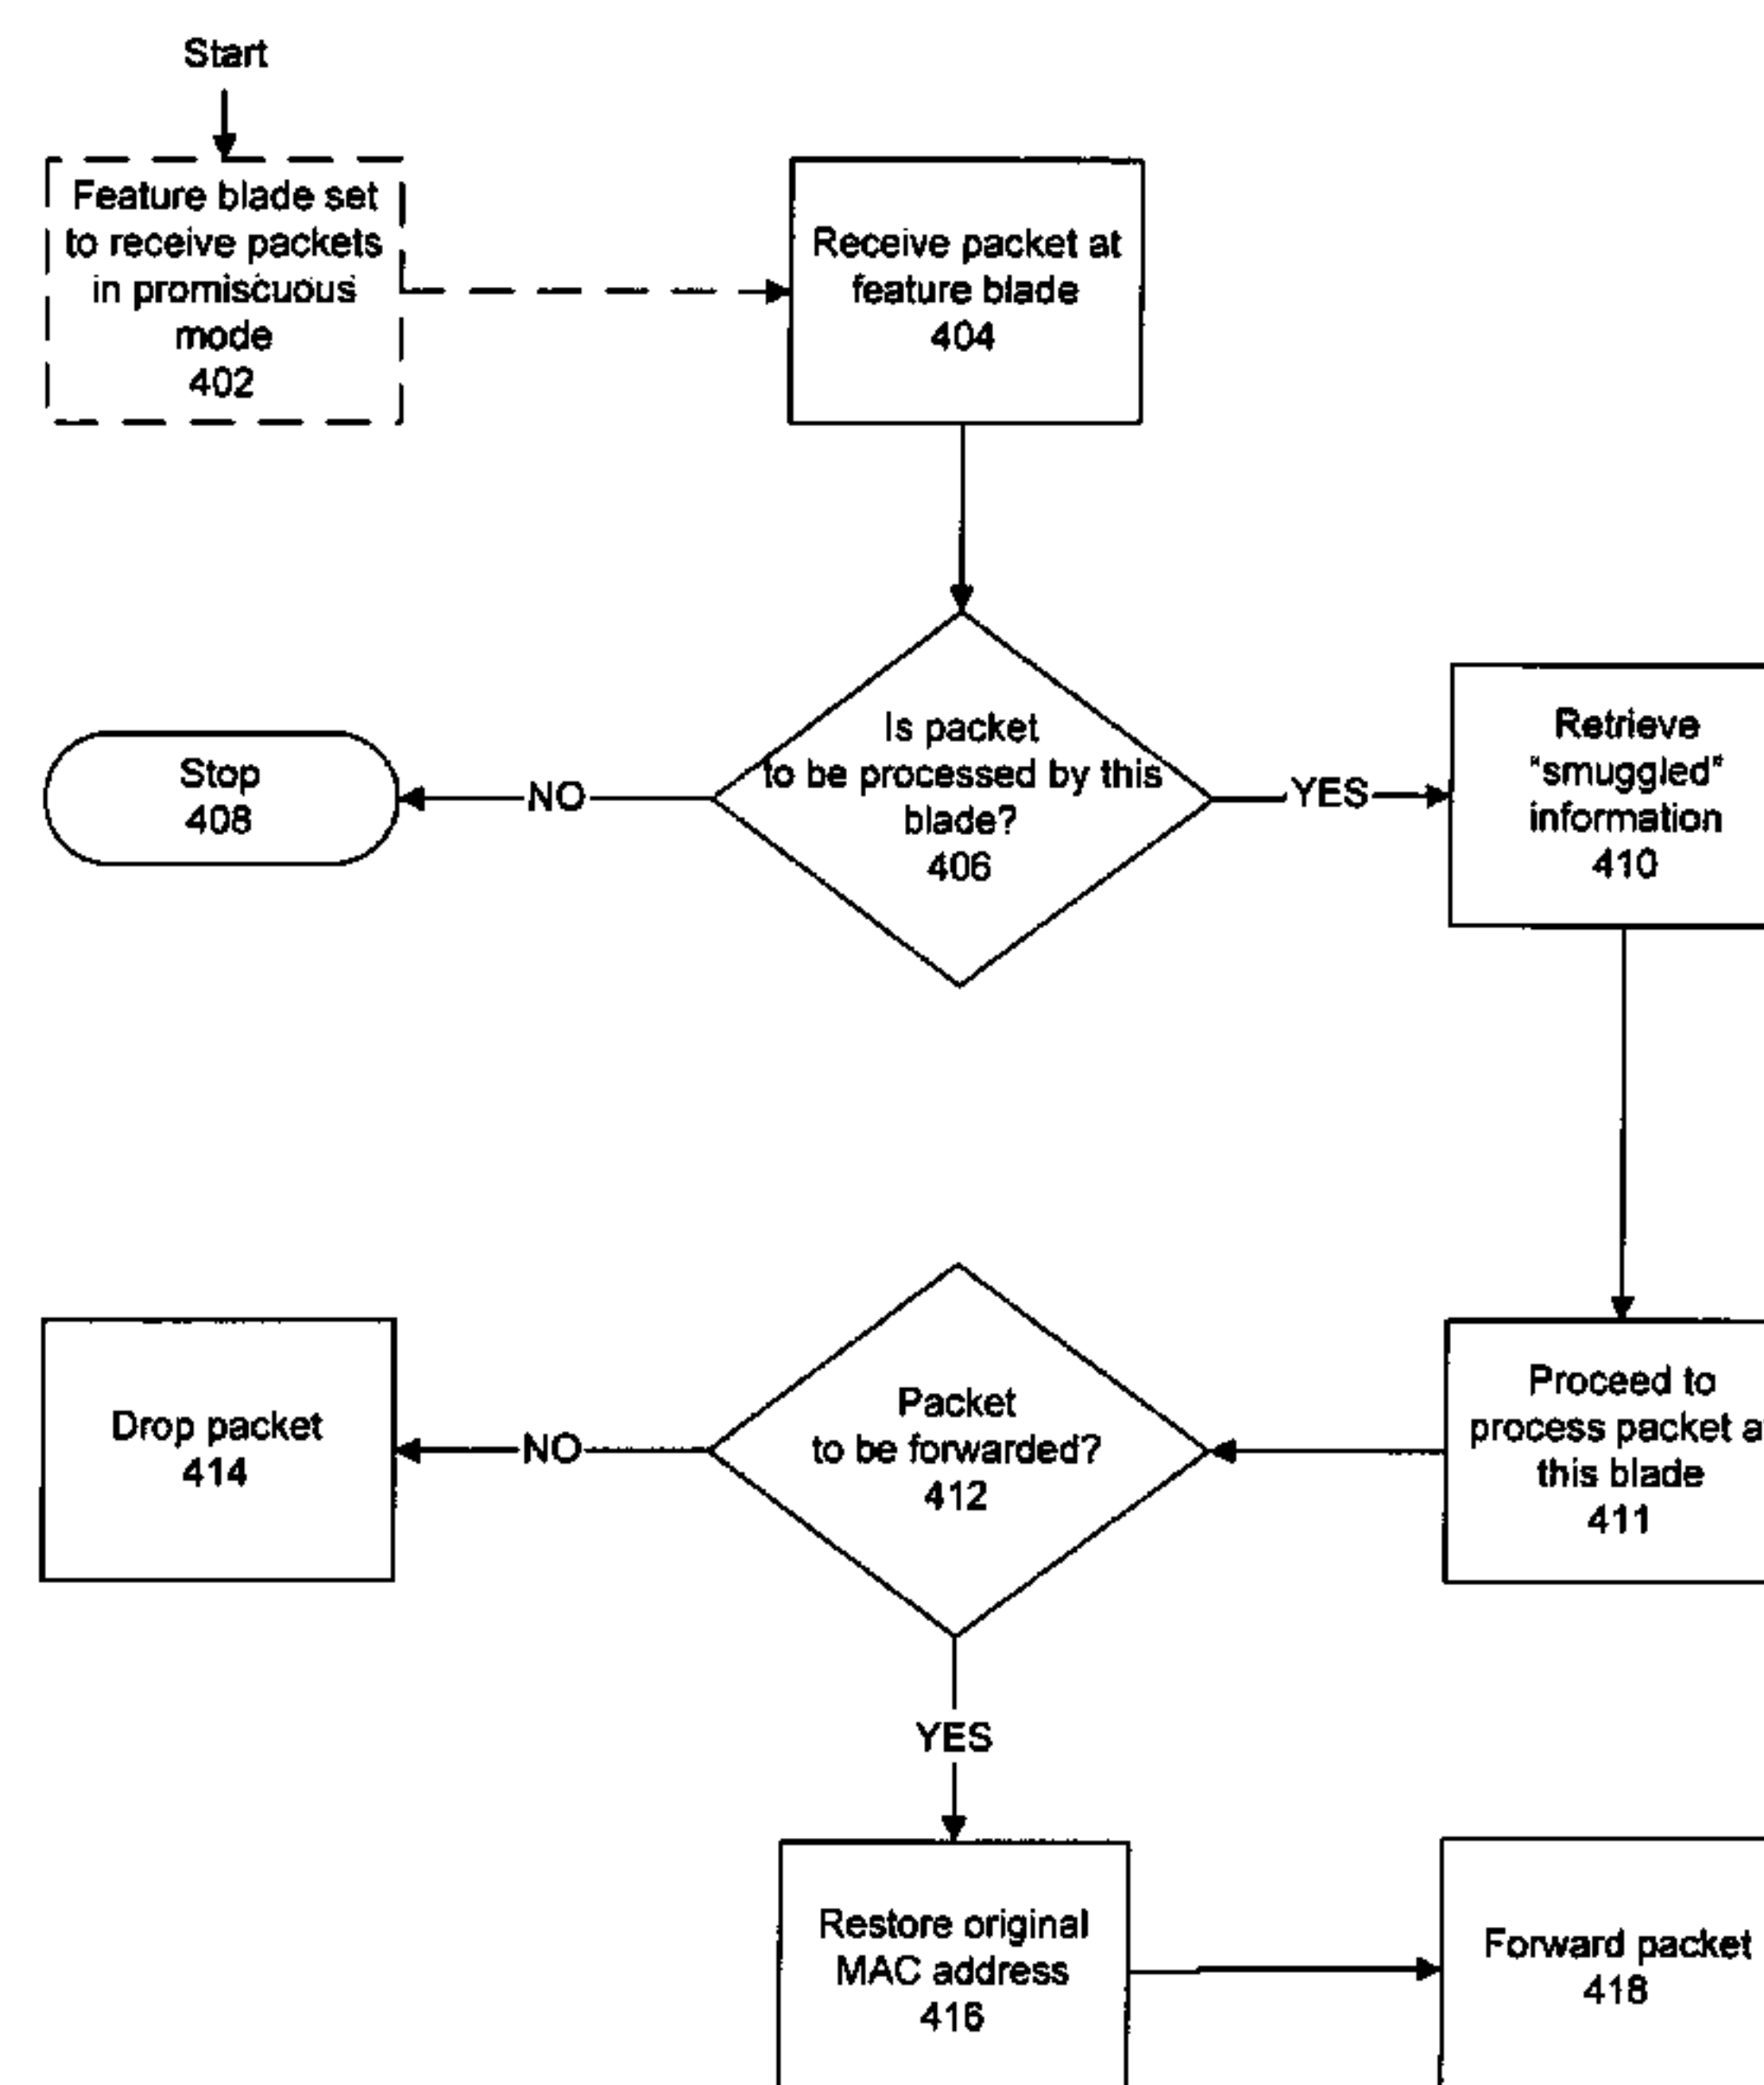 Start
Feature blade set
to receive packets
in promiscuous
mode
402
Receive packet at
feature blade
404
Is packet
to be processed by this
blade?
406
NO
Stop
408
YES
Retrieve
"smuggled"
information
410
Proceed to
process packet a
this blade
411
Packet
to be forwarded?
412
NO
Drop packet
414
YES
Restore original
MAC address
416
Forward packet
418